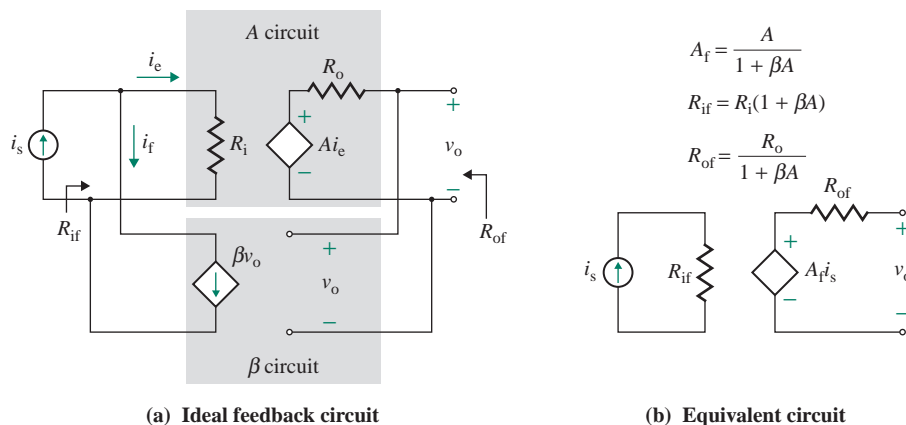 A circuit
i_e
R_o
+
+
i_s
i_f
R_i
Ai_e
v_o
−
−
R_if
R_of
βv_o
+
v_o
−
β circuit
(a) Ideal feedback circuit
A_f = A / (1 + βA)
R_if = R_i(1 + βA)
R_of = R_o / (1 + βA)
R_of
+
+
i_s
R_if
A_f i_s
v_o
−
−
(b) Equivalent circuit